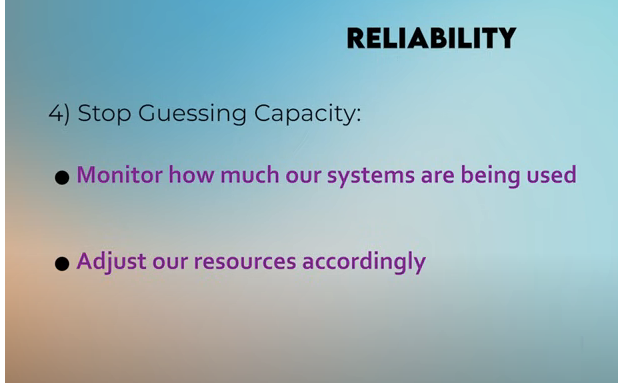 RELIABILITY
4) Stop Guessing Capacity:
● Monitor how much our systems are being used
● Adjust our resources accordingly